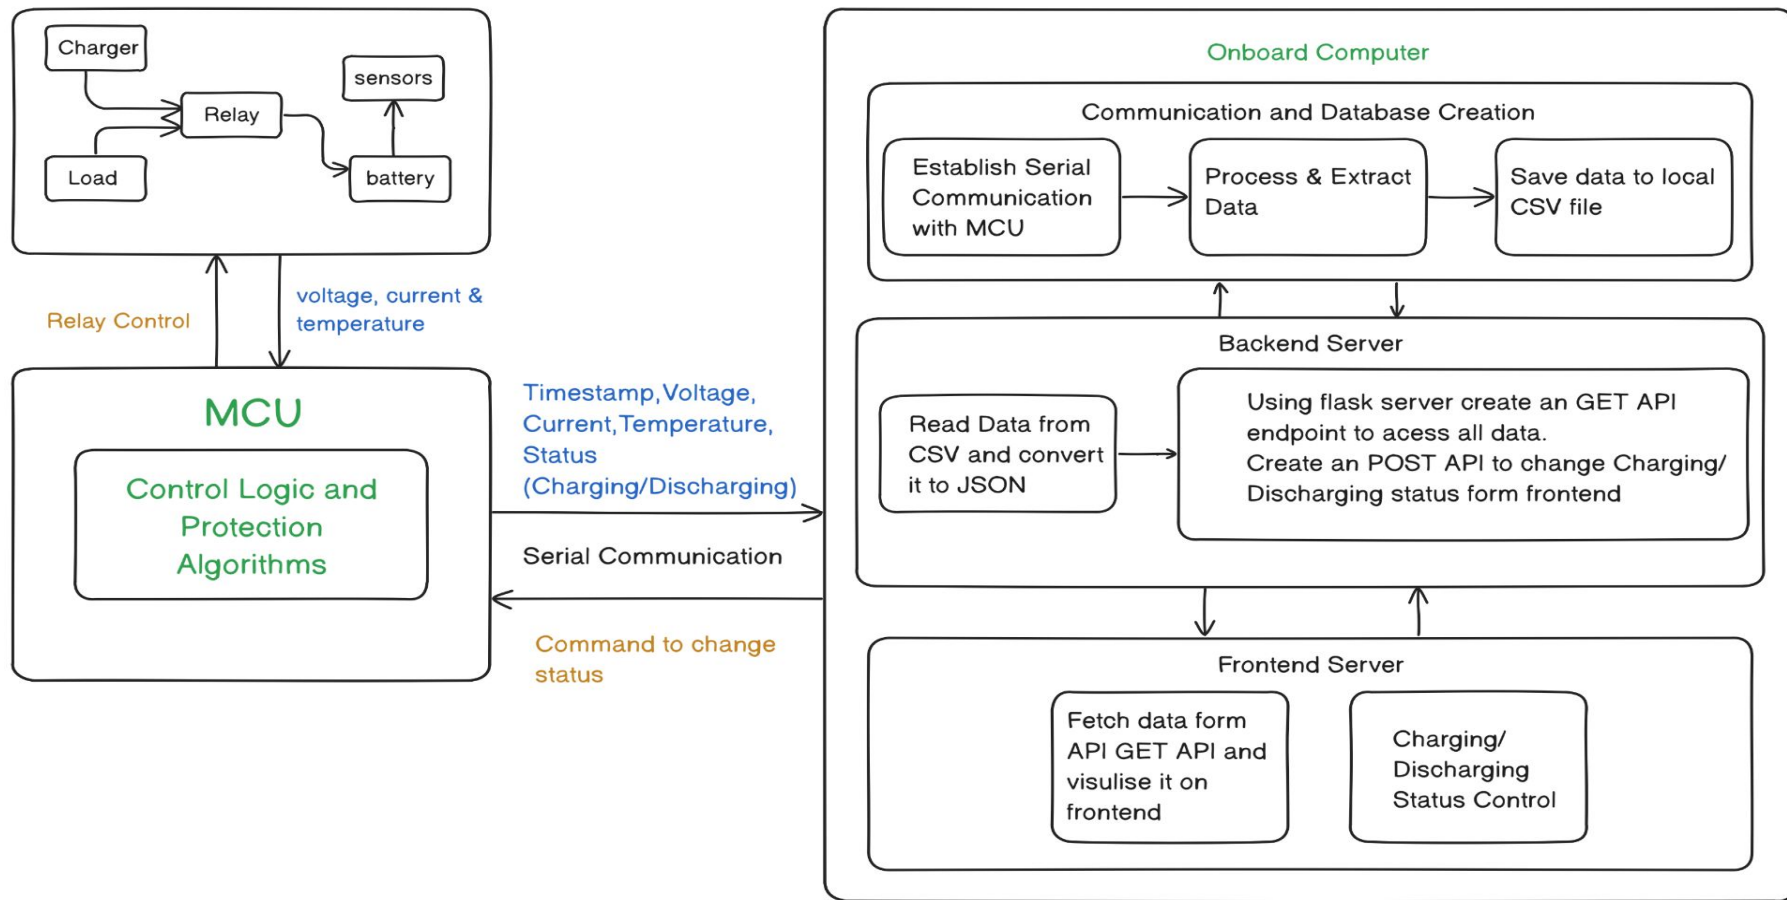 Charger
sensors
Relay
Load
battery
Relay Control
voltage, current &
temperature
MCU
Control Logic and
Protection
Algorithms
Timestamp,Voltage,
Current,Temperature,
Status
(Charging/Discharging)
Serial Communication
Command to change
status
Onboard Computer
Communication and Database Creation
Establish Serial
Communication
with MCU
Process & Extract
Data
Save data to local
CSV file
Backend Server
Read Data from
CSV and convert
it to JSON
Using flask server create an GET API
endpoint to acess all data.
Create an POST API to change Charging/
Discharging status form frontend
Frontend Server
Fetch data form
API GET API and
visulise it on
frontend
Charging/
Discharging
Status Control